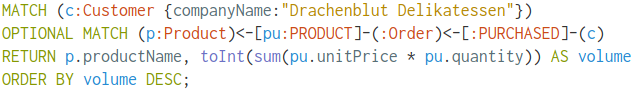 MATCH (c:Customer {companyName:"Drachenblut Delikatessen"})
OPTIONAL MATCH (p:Product)<-[pu:PRODUCT]-(:Order)<-[:PURCHASED]-(c)
RETURN p.productName, toInt(sum(pu.unitPrice * pu.quantity)) AS volume
ORDER BY volume DESC;